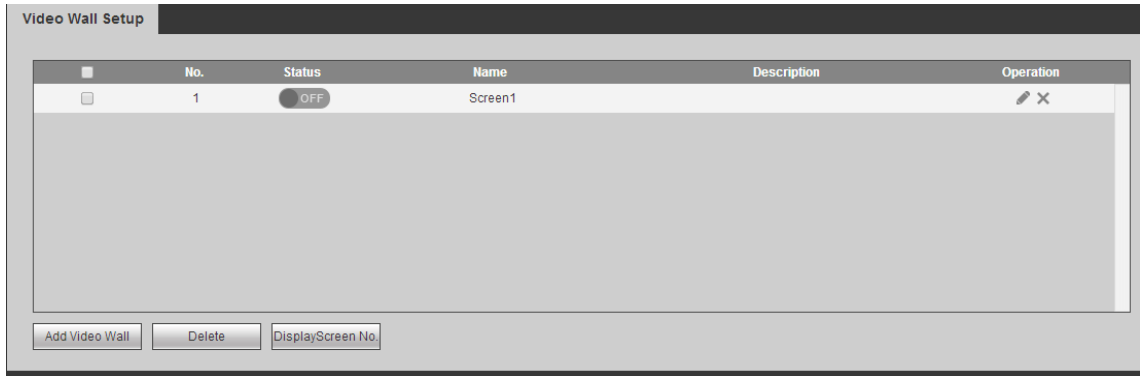 Video Wall Setup
No. Status Name Description Operation
1 OFF Screen1
Add Video Wall Delete DisplayScreen No.